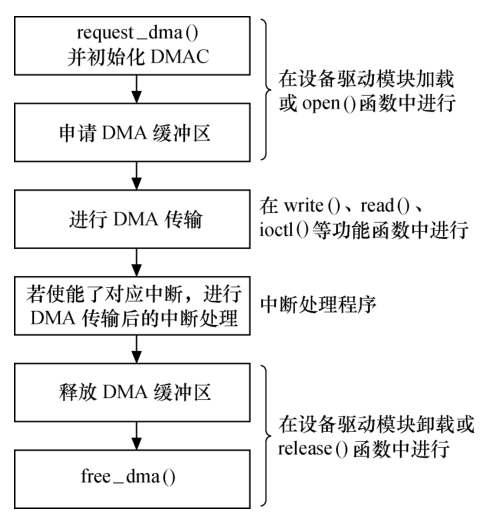 request_dma()
并初始化 DMAC
在设备驱动模块加载
或 open()函数中进行
申请 DMA 缓冲区
进行 DMA 传输
在 write()、read()、
ioctl()等功能函数中进行
若使能了对应中断，进行
DMA 传输后的中断处理
中断处理程序
释放 DMA 缓冲区
在设备驱动模块卸载或
release()函数中进行
free_dma()